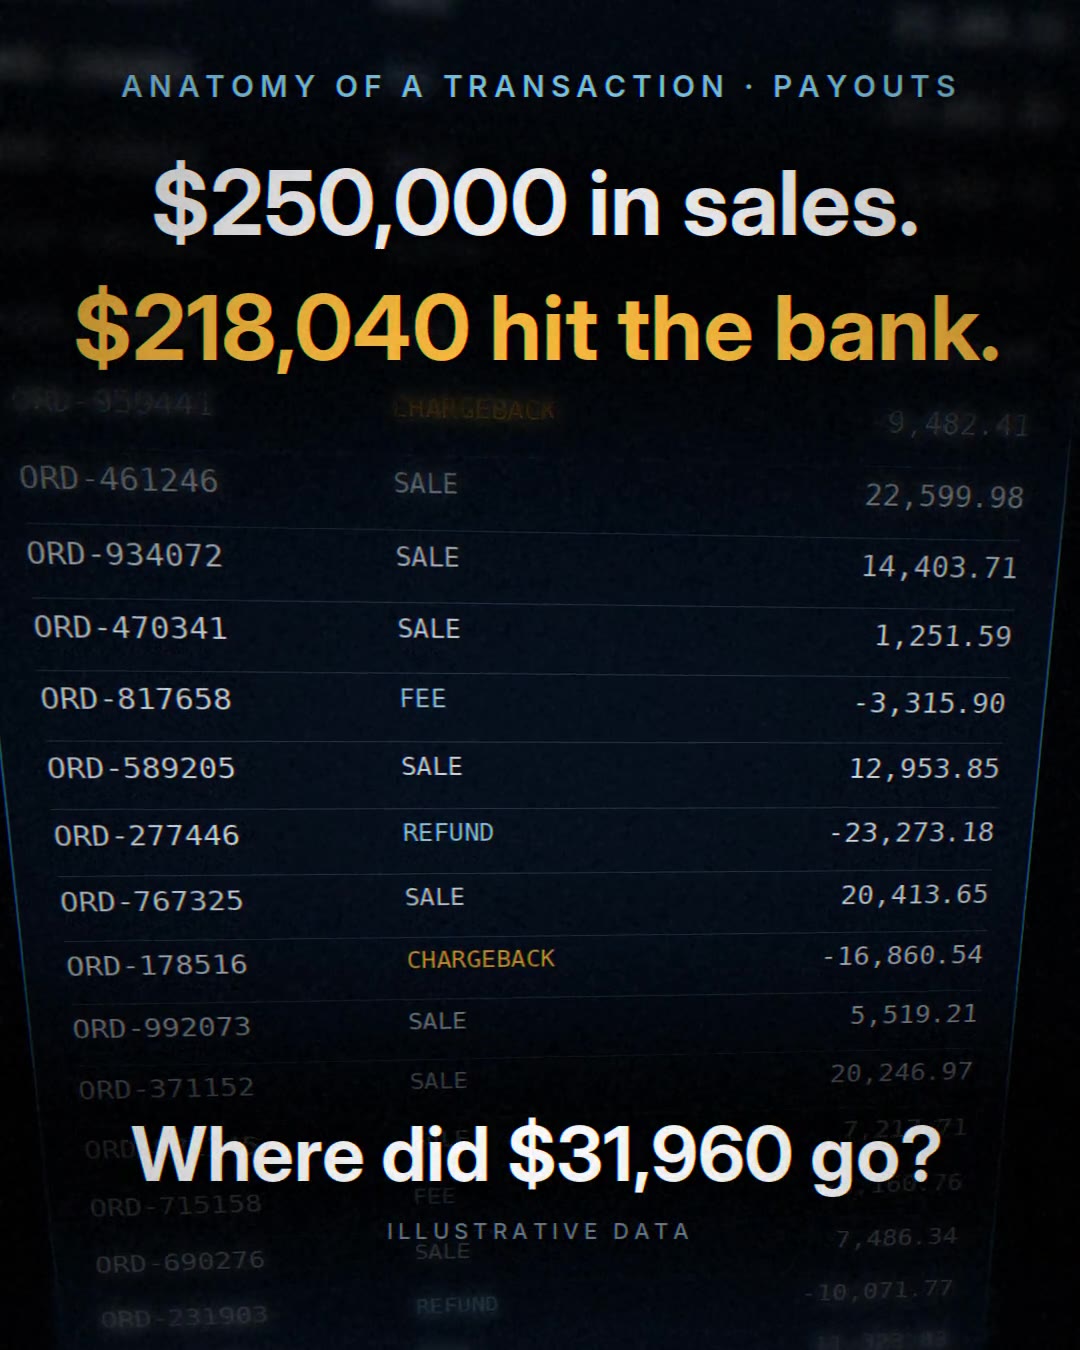 ANATOMY OF A TRANSACTION · PAYOUTS
$250,000 in sales.
$218,040 hit the bank.
ORD-959441 CHARGEBACK 9,482.41
ORD-461246 SALE 22,599.98
ORD-934072 SALE 14,403.71
ORD-470341 SALE 1,251.59
ORD-817658 FEE -3,315.90
ORD-589205 SALE 12,953.85
ORD-277446 REFUND -23,273.18
ORD-767325 SALE 20,413.65
ORD-178516 CHARGEBACK -16,860.54
ORD-992073 SALE 5,519.21
ORD-371152 SALE 20,246.97
Where did $31,960 go?
ORD-715158 FEE
ILLUSTRATIVE DATA
ORD-690276 SALE 7,486.34
ORD-231903 REFUND -10,071.77